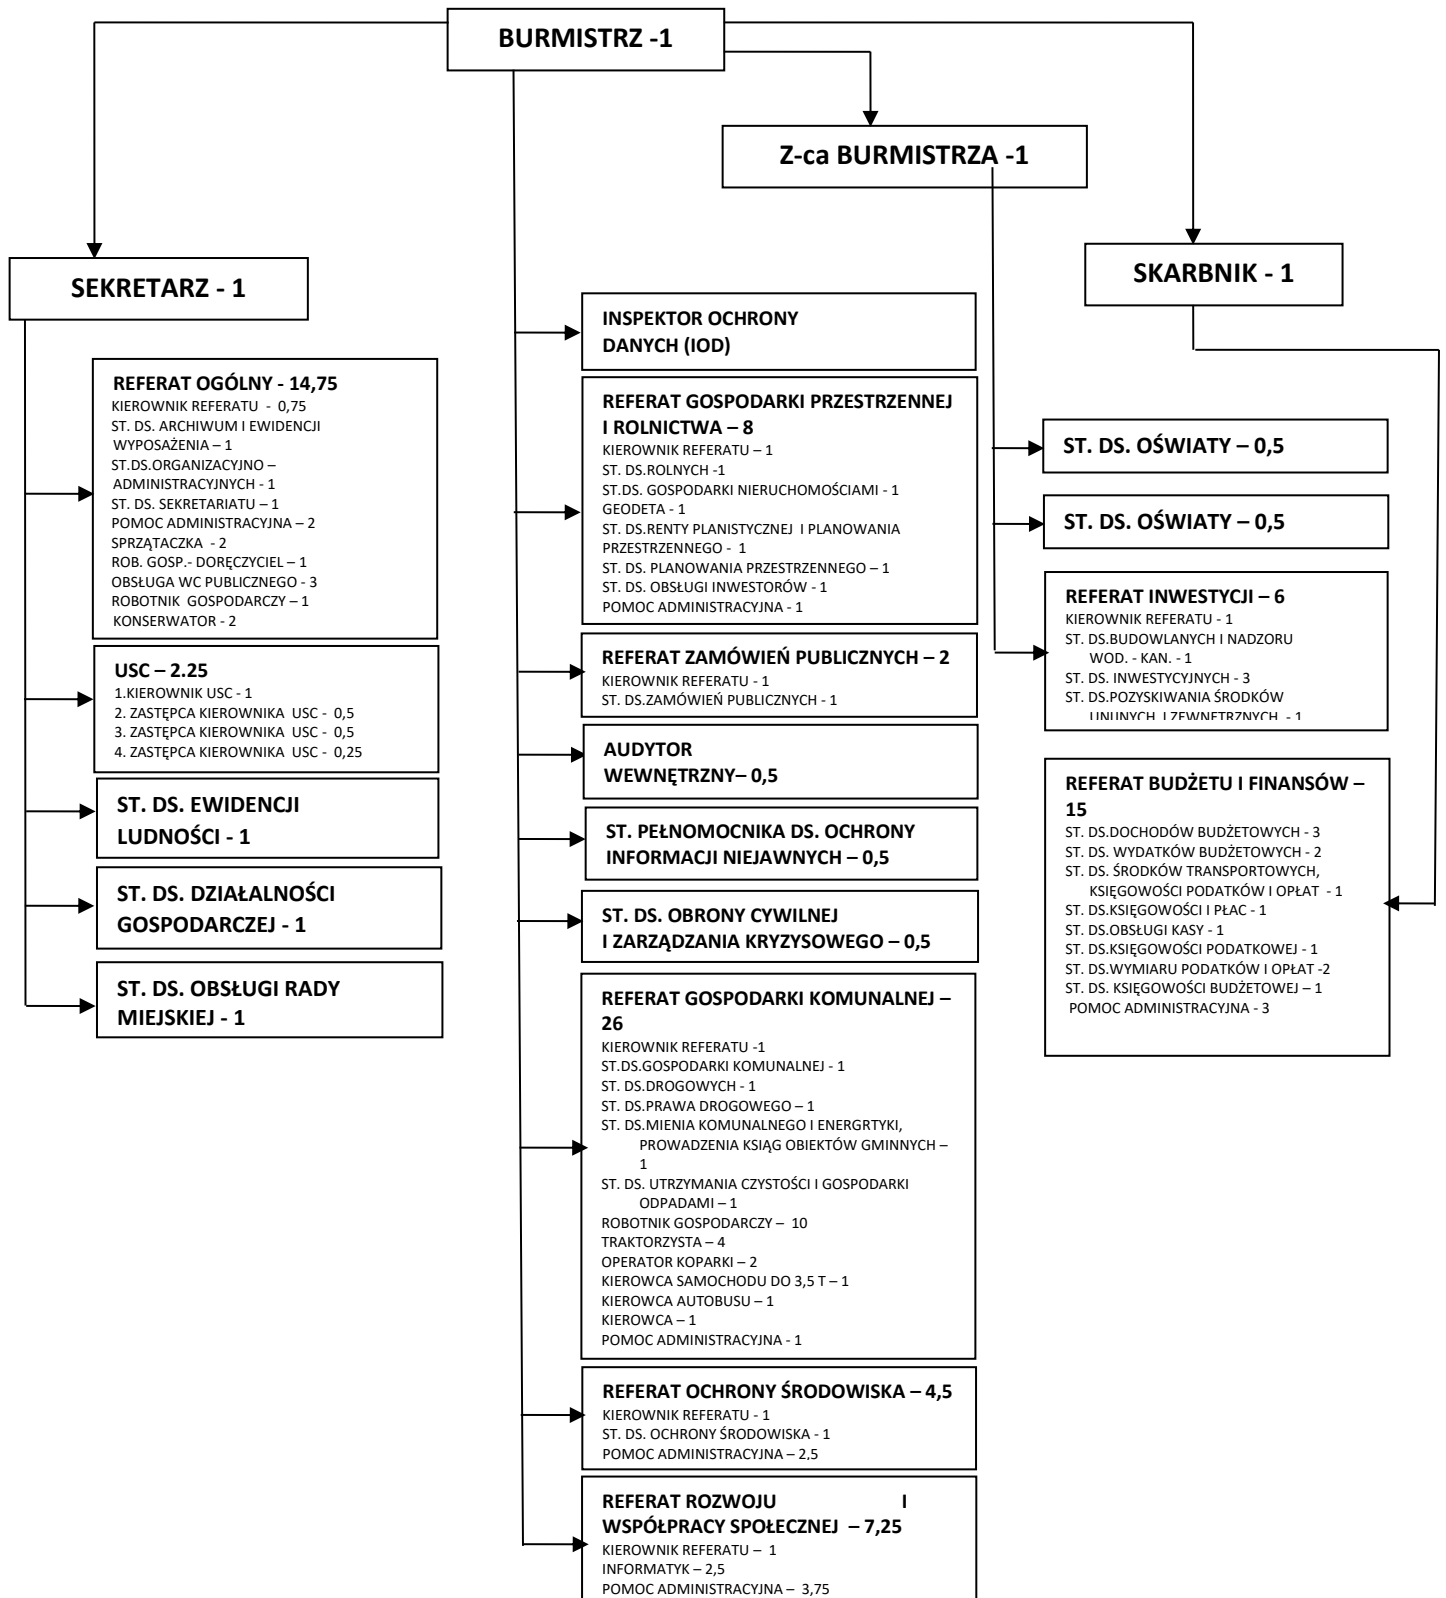 BURMISTRZ -1
Z-ca BURMISTRZA -1
SEKRETARZ - 1
SKARBNIK - 1
REFERAT OGÓLNY - 14,75
KIEROWNIK REFERATU - 0,75
ST. DS. ARCHIWUM I EWIDENCJI
WYPOSAŻENIA – 1
ST.DS.ORGANIZACYJNO –
ADMINISTRACYJNYCH - 1
ST. DS. SEKRETARIATU – 1
POMOC ADMINISTRACYJNA – 2
SPRZĄTACZKA - 2
ROB. GOSP.- DORĘCZYCIEL – 1
OBSŁUGA WC PUBLICZNEGO - 3
ROBOTNIK GOSPODARCZY – 1
KONSERWATOR - 2
USC – 2.25
1.KIEROWNIK USC - 1
2. ZASTĘPCA KIEROWNIKA USC - 0,5
3. ZASTĘPCA KIEROWNIKA USC - 0,5
4. ZASTĘPCA KIEROWNIKA USC - 0,25
ST. DS. EWIDENCJI
LUDNOŚCI - 1
ST. DS. DZIAŁALNOŚCI
GOSPODARCZEJ - 1
ST. DS. OBSŁUGI RADY
MIEJSKIEJ - 1
INSPEKTOR OCHRONY
DANYCH (IOD)
REFERAT GOSPODARKI PRZESTRZENNEJ
I ROLNICTWA – 8
KIEROWNIK REFERATU – 1
ST. DS.ROLNYCH -1
ST.DS. GOSPODARKI NIERUCHOMOŚCIAMI - 1
GEODETA - 1
ST. DS.RENTY PLANISTYCZNEJ I PLANOWANIA
PRZESTRZENNEGO - 1
ST. DS. PLANOWANIA PRZESTRZENNEGO – 1
ST. DS. OBSŁUGI INWESTORÓW - 1
POMOC ADMINISTRACYJNA - 1
REFERAT ZAMÓWIEŃ PUBLICZNYCH – 2
KIEROWNIK REFERATU - 1
ST. DS.ZAMÓWIEŃ PUBLICZNYCH - 1
AUDYTOR
WEWNĘTRZNY– 0,5
ST. PEŁNOMOCNIKA DS. OCHRONY
INFORMACJI NIEJAWNYCH – 0,5
ST. DS. OBRONY CYWILNEJ
I ZARZĄDZANIA KRYZYSOWEGO – 0,5
REFERAT GOSPODARKI KOMUNALNEJ –
26
KIEROWNIK REFERATU -1
ST.DS.GOSPODARKI KOMUNALNEJ - 1
ST. DS.DROGOWYCH - 1
ST. DS.PRAWA DROGOWEGO – 1
ST. DS.MIENIA KOMUNALNEGO I ENERGRTYKI,
PROWADZENIA KSIĄG OBIEKTÓW GMINNYCH –
1
ST. DS. UTRZYMANIA CZYSTOŚCI I GOSPODARKI
ODPADAMI – 1
ROBOTNIK GOSPODARCZY – 10
TRAKTORZYSTA – 4
OPERATOR KOPARKI – 2
KIEROWCA SAMOCHODU DO 3,5 T – 1
KIEROWCA AUTOBUSU – 1
KIEROWCA – 1
POMOC ADMINISTRACYJNA - 1
REFERAT OCHRONY ŚRODOWISKA – 4,5
KIEROWNIK REFERATU - 1
ST. DS. OCHRONY ŚRODOWISKA - 1
POMOC ADMINISTRACYJNA – 2,5
REFERAT ROZWOJU I
WSPÓŁPRACY SPOŁECZNEJ – 7,25
KIEROWNIK REFERATU – 1
INFORMATYK – 2,5
POMOC ADMINISTRACYJNA – 3,75
ST. DS. OŚWIATY – 0,5
ST. DS. OŚWIATY – 0,5
REFERAT INWESTYCJI – 6
KIEROWNIK REFERATU - 1
ST. DS.BUDOWLANYCH I NADZORU
WOD. - KAN. - 1
ST. DS. INWESTYCYJNYCH - 3
ST. DS.POZYSKIWANIA ŚRODKÓW
UNIJNYCH I ZEWNĘTRZNYCH - 1
REFERAT BUDŻETU I FINANSÓW –
15
ST. DS.DOCHODÓW BUDŻETOWYCH - 3
ST. DS. WYDATKÓW BUDŻETOWYCH - 2
ST. DS. ŚRODKÓW TRANSPORTOWYCH,
KSIĘGOWOŚCI PODATKÓW I OPŁAT - 1
ST. DS.KSIĘGOWOŚCI I PŁAC - 1
ST. DS.OBSŁUGI KASY - 1
ST. DS.KSIĘGOWOŚCI PODATKOWEJ - 1
ST. DS.WYMIARU PODATKÓW I OPŁAT -2
ST. DS. KSIĘGOWOŚCI BUDŻETOWEJ – 1
POMOC ADMINISTRACYJNA - 3